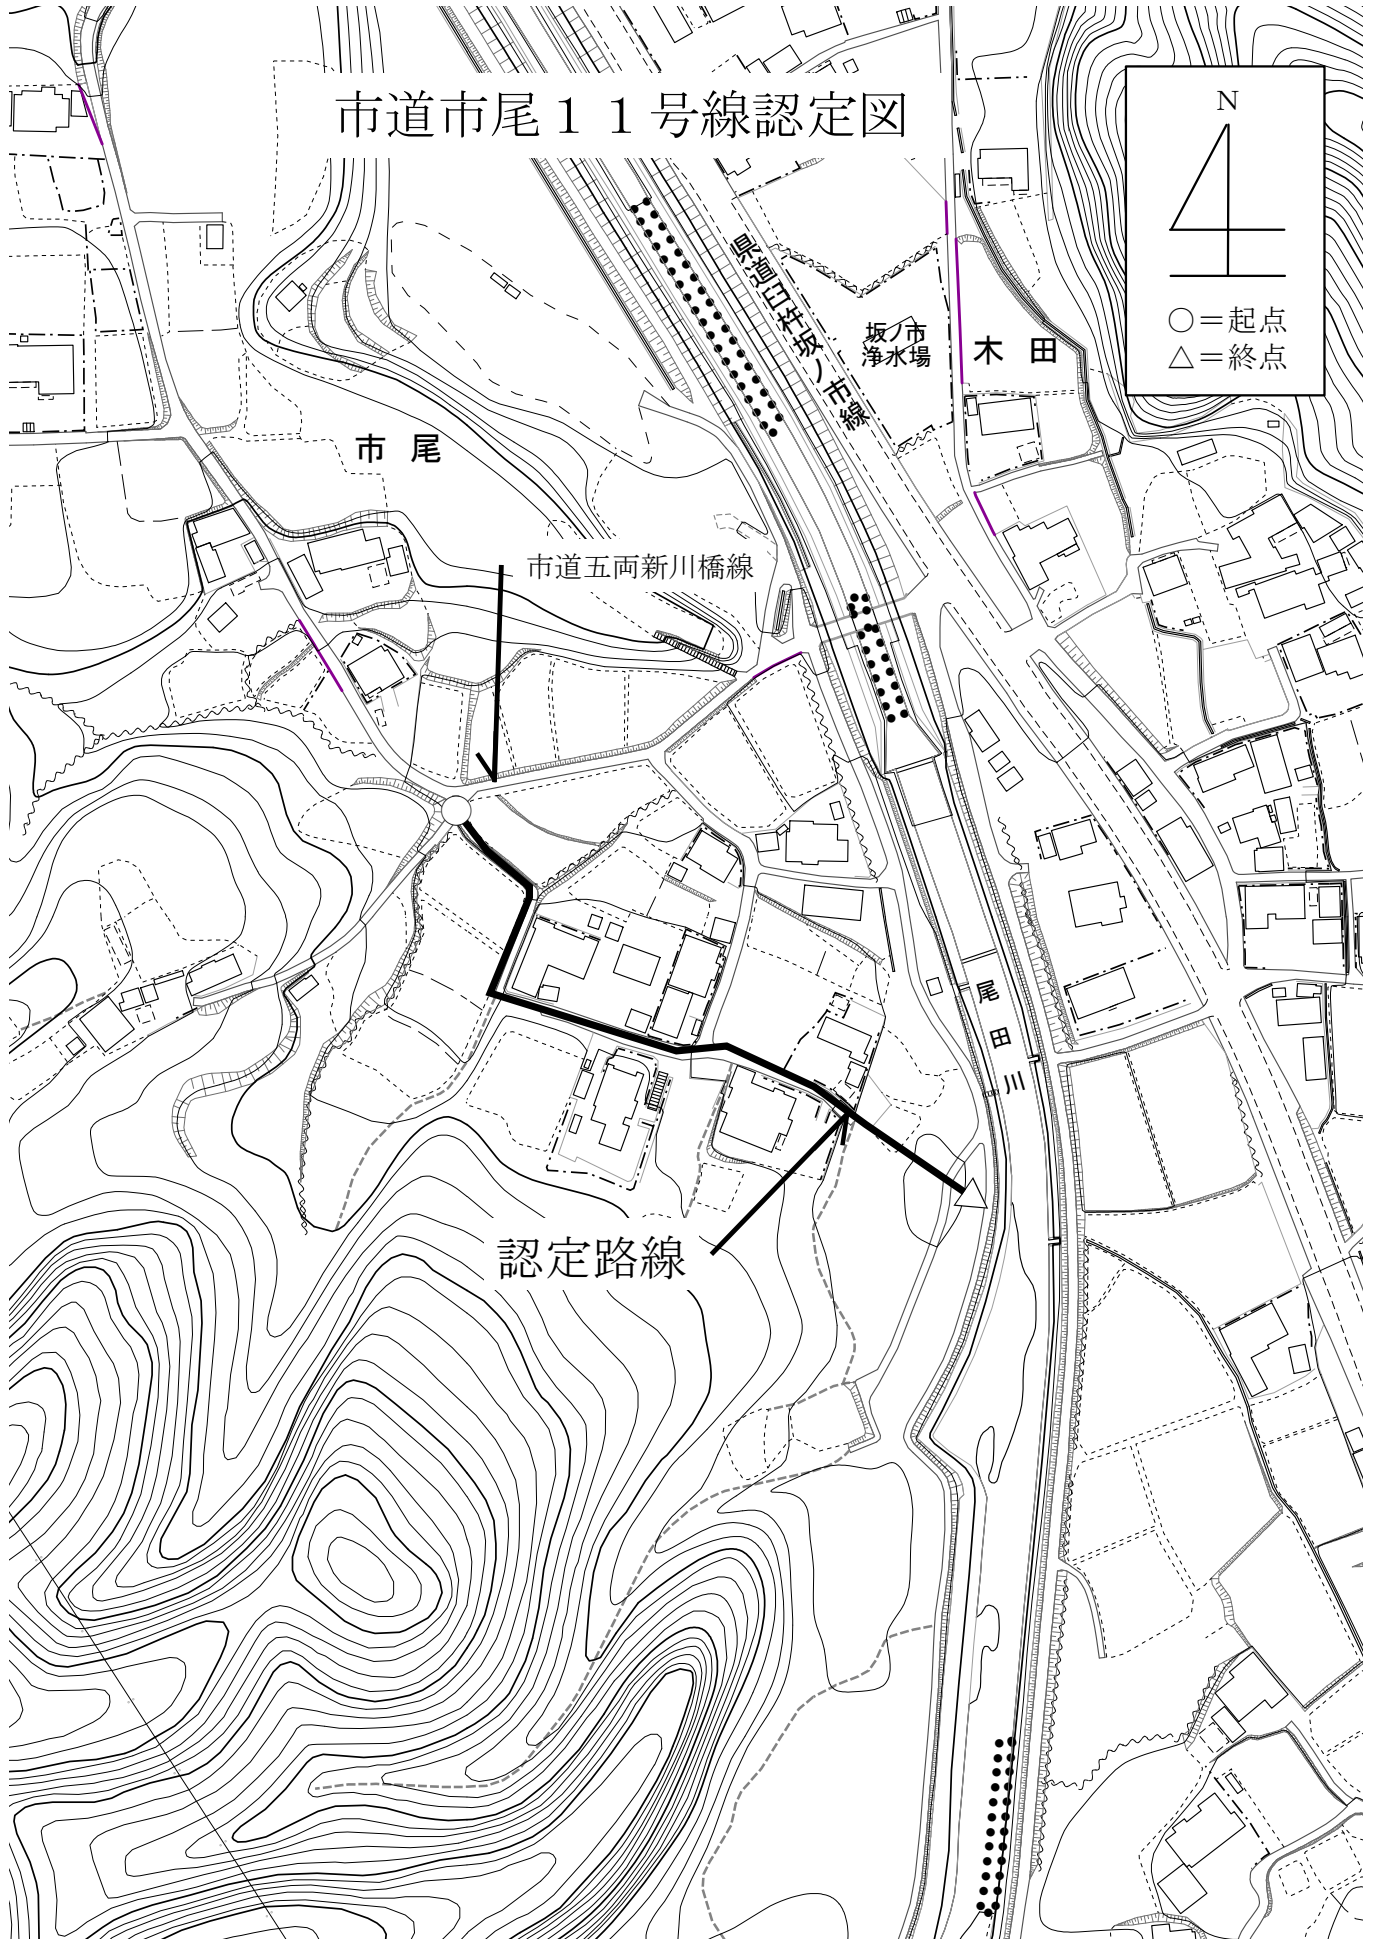 市道市尾１１号線認定図
N
○＝起点
△＝終点
県道臼杵坂ノ市線
坂ノ市
浄水場
木田
市尾
市道五両新川橋線
尾田川
認定路線